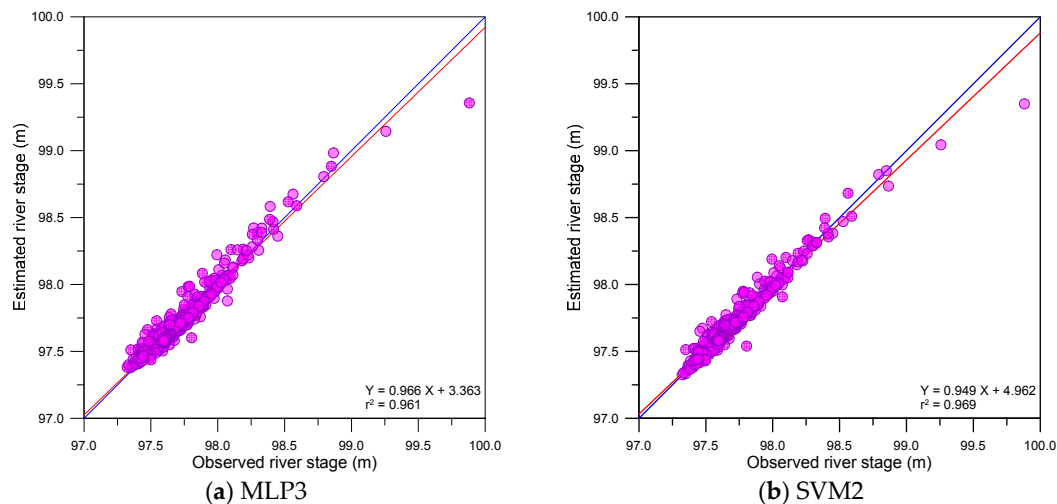 100.0
99.5
99.0
98.5
98.0
97.5
97.0
Estimated river stage (m)
Y = 0.966 X + 3.363
r² = 0.961
97.0 97.5 98.0 98.5 99.0 99.5 100.0
Observed river stage (m)
(a) MLP3
100.0
99.5
99.0
98.5
98.0
97.5
97.0
Estimated river stage (m)
Y = 0.949 X + 4.962
r² = 0.969
97.0 97.5 98.0 98.5 99.0 99.5 100.0
Observed river stage (m)
(b) SVM2